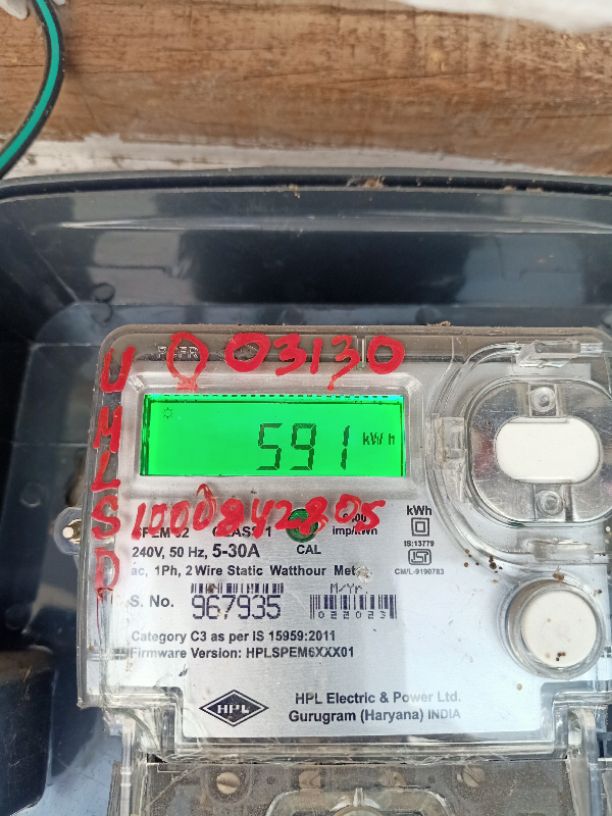 03130
UHLSD
591 kWh
1000842805
kWh
CLASS 1
imp/kWh
IS:13779
240V, 50 Hz, 5-30A
CAL
CM/L-9190783
ac, 1Ph, 2 Wire Static Watthour Meter
M/Yr.
S. No. 967935
022023
Category C3 as per IS 15959:2011
Firmware Version: HPLSPEM6XXX01
HPL
HPL Electric & Power Ltd.
Gurugram (Haryana) INDIA